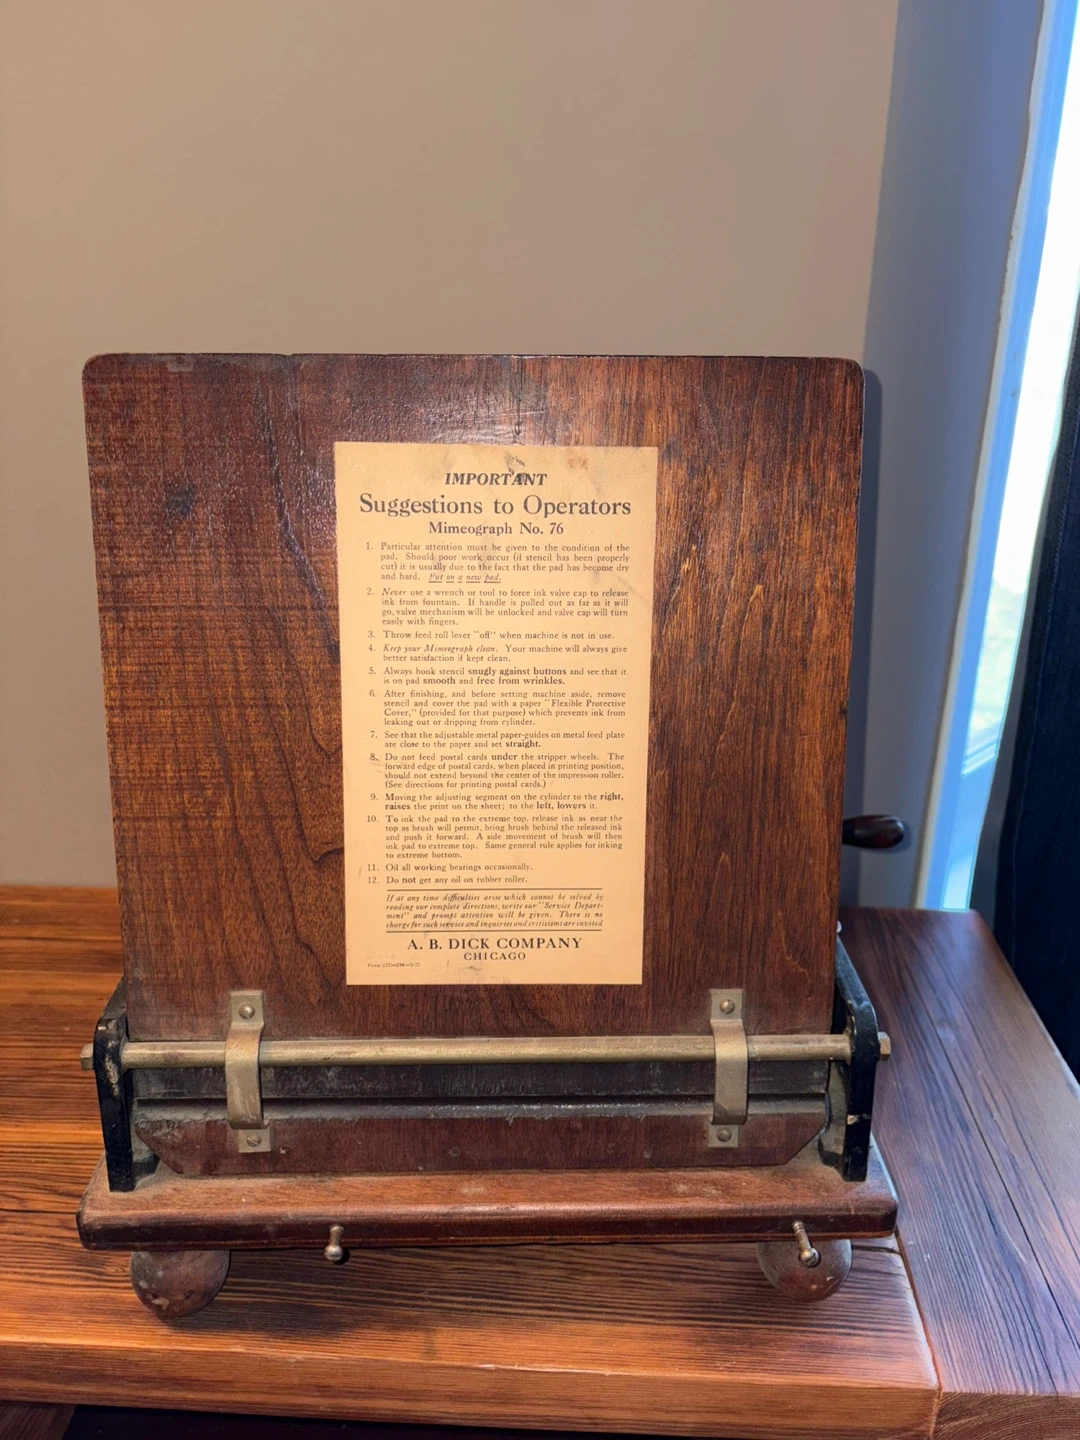 IMPORTANT
Suggestions to Operators
Mimeograph No. 76
1. Particular attention must be given to the condition of the
pad. Should poor work occur (if stencil has been properly
cut) it is usually due to the fact that the pad has become dry
and hard. Put on a new pad.
2. Never use a wrench or tool to force ink valve cap to release
ink from fountain. If handle is pulled out as far as it will
go, valve mechanism will be unlocked and valve cap will turn
easily with fingers.
3. Throw feed roll lever "off" when machine is not in use.
4. Keep your Mimeograph clean. Your machine will always give
better satisfaction if kept clean.
5. Always hook stencil snugly against buttons and see that it
is on pad smooth and free from wrinkles.
6. After finishing, and before setting machine aside, remove
stencil and cover the pad with a paper "Flexible Protective
Cover," (provided for that purpose) which prevents ink from
leaking out or dripping from cylinder.
7. See that the adjustable metal paper-guides on metal feed plate
are close to the paper and set straight.
8. Do not feed postal cards under the stripper wheels. The
forward edge of postal cards, when placed in printing position,
should not extend beyond the center of the impression roller.
(See directions for printing postal cards.)
9. Moving the adjusting segment on the cylinder to the right,
raises the print on the sheet; to the left, lowers it.
10. To ink the pad to the extreme top, release ink as near the
top as brush will permit, bring brush behind the released ink
and push it forward. A side movement of brush will then
ink pad to extreme top. Same general rule applies for inking
to extreme bottom.
11. Oil all working bearings occasionally.
12. Do not get any oil on rubber roller.
If at any time difficulties arise which cannot be solved by
reading our complete directions, write our "Service Depart-
ment" and prompt attention will be given. There is no
charge for such service and inquiries and criticisms are invited
A. B. DICK COMPANY
CHICAGO
Form